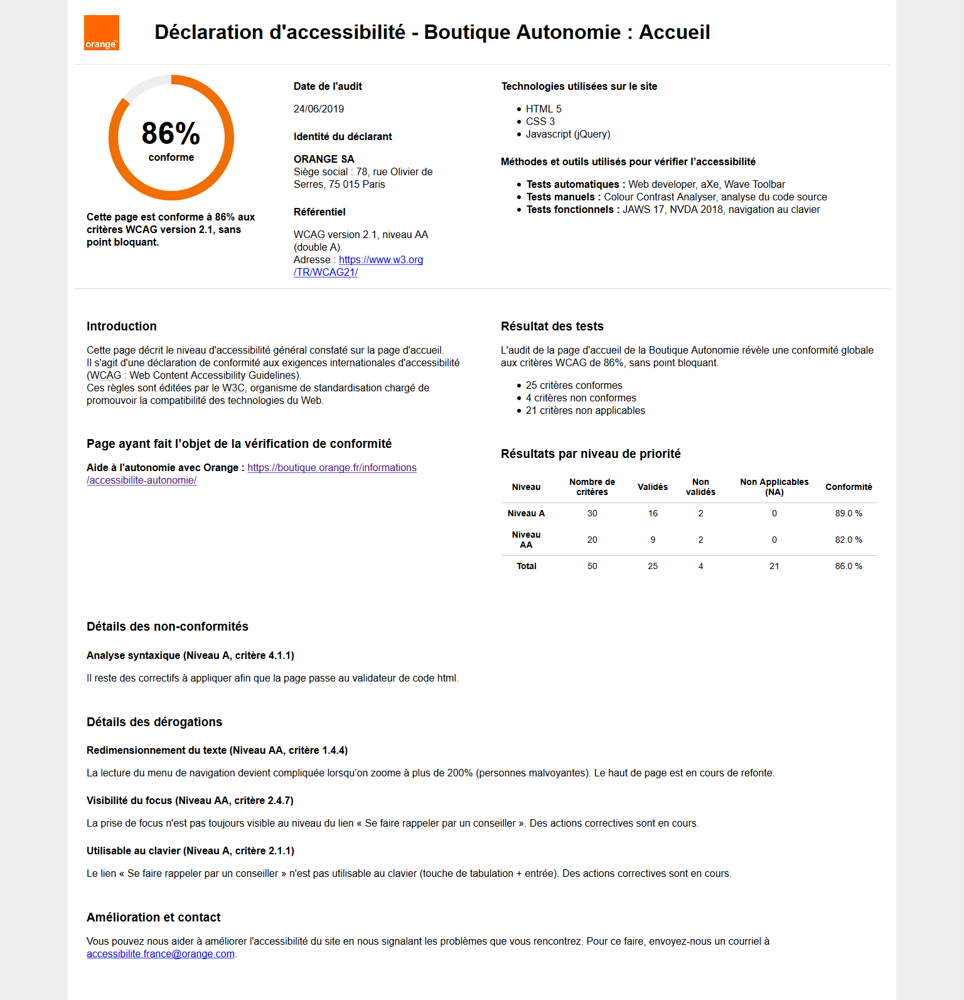 orange™
Déclaration d'accessibilité - Boutique Autonomie : Accueil
86%
conforme
Cette page est conforme à 86% aux
critères WCAG version 2.1, sans
point bloquant.
Date de l'audit
24/06/2019
Identité du déclarant
ORANGE SA
Siège social : 78, rue Olivier de
Serres, 75 015 Paris
Référentiel
WCAG version 2.1, niveau AA
(double A).
Adresse : https://www.w3.org
/TR/WCAG21/
Technologies utilisées sur le site
• HTML 5
• CSS 3
• Javascript (jQuery)
Méthodes et outils utilisés pour vérifier l’accessibilité
• Tests automatiques : Web developer, aXe, Wave Toolbar
• Tests manuels : Colour Contrast Analyser, analyse du code source
• Tests fonctionnels : JAWS 17, NVDA 2018, navigation au clavier
Introduction
Cette page décrit le niveau d'accessibilité général constaté sur la page d'accueil.
Il s'agit d'une déclaration de conformité aux exigences internationales d'accessibilité
(WCAG : Web Content Accessibility Guidelines).
Ces règles sont éditées par le W3C, organisme de standardisation chargé de
promouvoir la compatibilité des technologies du Web.
Page ayant fait l’objet de la vérification de conformité
Aide à l'autonomie avec Orange : https://boutique.orange.fr/informations
/accessibilite-autonomie/
Résultat des tests
L'audit de la page d'accueil de la Boutique Autonomie révèle une conformité globale
aux critères WCAG de 86%, sans point bloquant.
• 25 critères conformes
• 4 critères non conformes
• 21 critères non applicables
Résultats par niveau de priorité
Niveau Nombre de critères Validés Non validés Non Applicables (NA) Conformité
Niveau A 30 16 2 0 89.0 %
Niveau AA 20 9 2 0 82.0 %
Total 50 25 4 21 86.0 %
Détails des non-conformités
Analyse syntaxique (Niveau A, critère 4.1.1)
Il reste des correctifs à appliquer afin que la page passe au validateur de code html.
Détails des dérogations
Redimensionnement du texte (Niveau AA, critère 1.4.4)
La lecture du menu de navigation devient compliquée lorsqu’on zoome à plus de 200% (personnes malvoyantes). Le haut de page est en cours de refonte.
Visibilité du focus (Niveau AA, critère 2.4.7)
La prise de focus n'est pas toujours visible au niveau du lien « Se faire rappeler par un conseiller ». Des actions correctives sont en cours.
Utilisable au clavier (Niveau A, critère 2.1.1)
Le lien « Se faire rappeler par un conseiller » n'est pas utilisable au clavier (touche de tabulation + entrée). Des actions correctives sont en cours.
Amélioration et contact
Vous pouvez nous aider à améliorer l'accessibilité du site en nous signalant les problèmes que vous rencontrez. Pour ce faire, envoyez-nous un courriel à
accessibilite.france@orange.com.